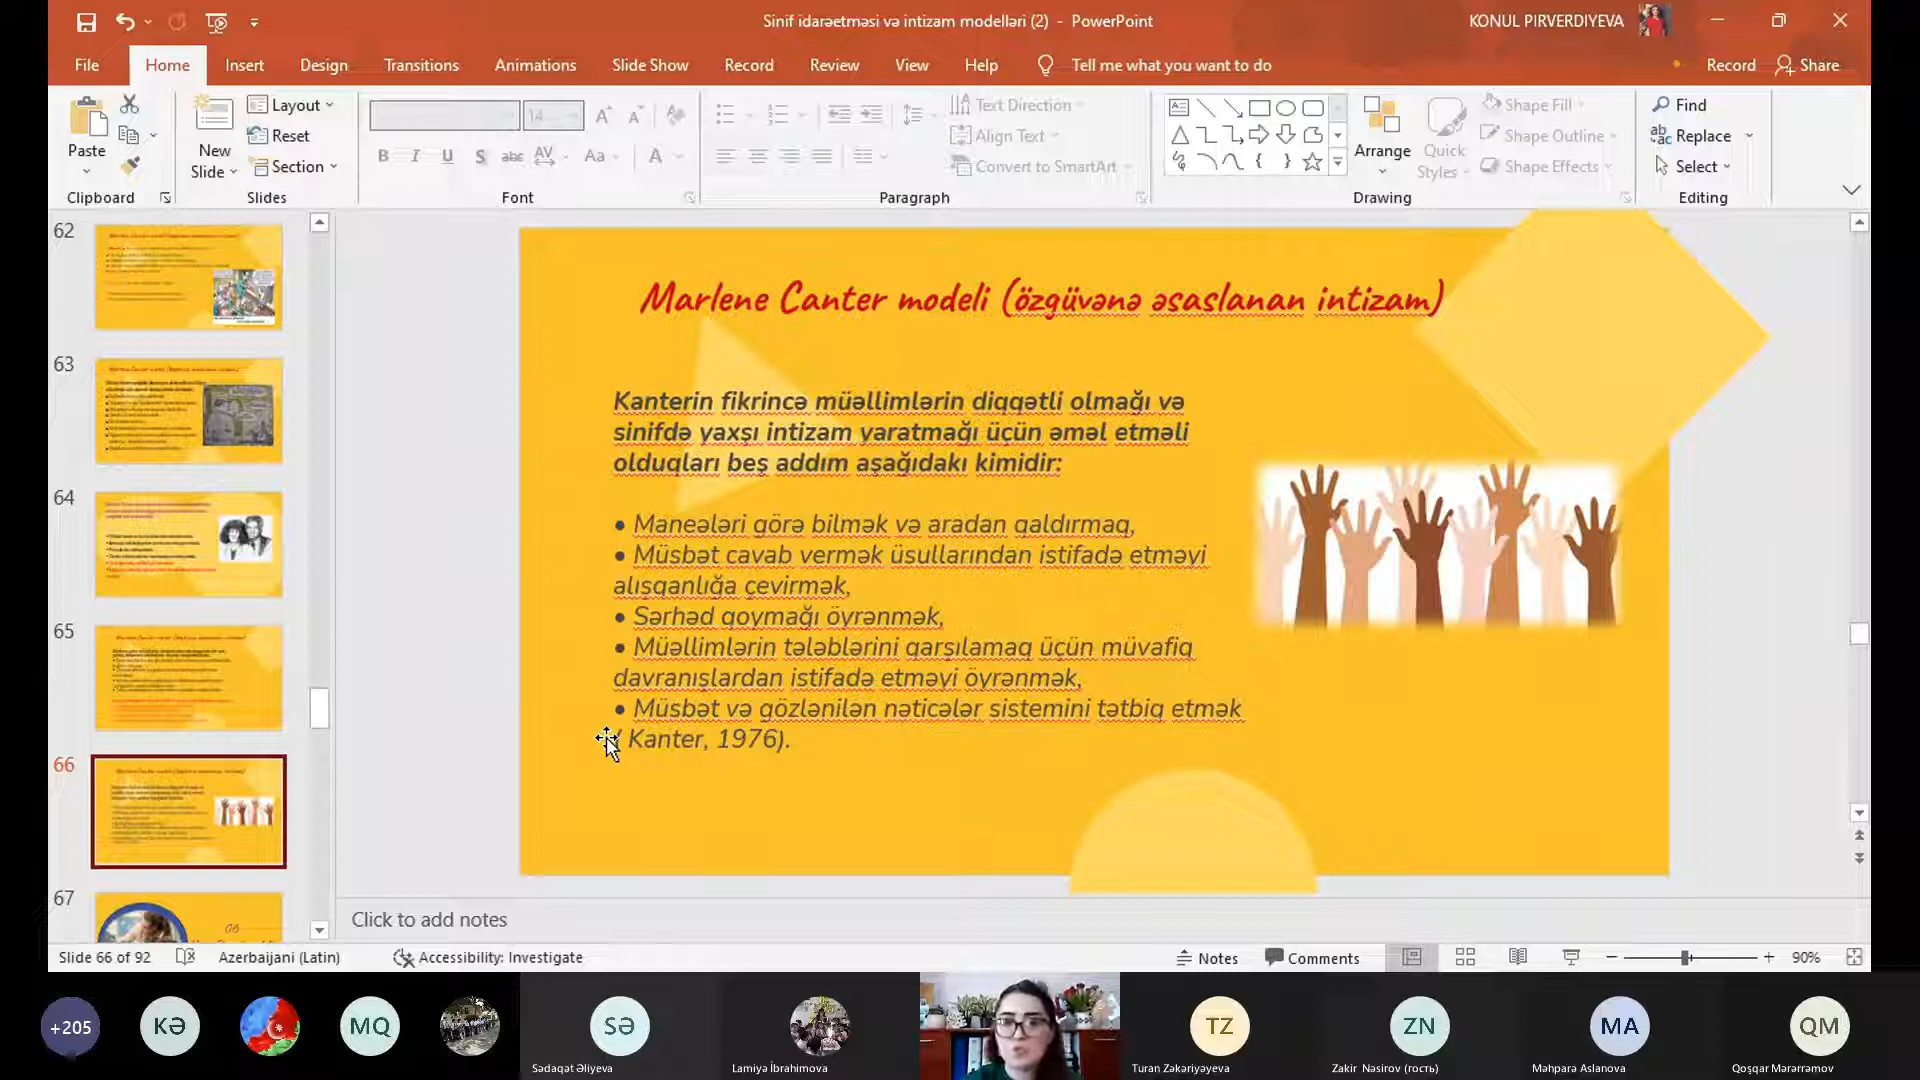 Sinif idarəetməsi və intizam modelləri (2) - PowerPoint
KONUL PIRVERDIYEVA
File Home Insert Design Transitions Animations Slide Show Record Review View Help Tell me what you want to do Record Share
Paste
Clipboard
New Slide
Layout
Reset
Section
Slides
14
Font
Text Direction
Align Text
Convert to SmartArt
Paragraph
Arrange
Quick Styles
Shape Fill
Shape Outline
Shape Effects
Drawing
Find
Replace
Select
Editing
62
63
64
65
66
67
Marlene Canter modeli (özgüvənə əsaslanan intizam)
Kanterin fikrincə müəllimlərin diqqətli olmağı və
sinifdə yaxşı intizam yaratmağı üçün əməl etməli
olduqları beş addım aşağıdakı kimidir:
• Maneələri görə bilmək və aradan qaldırmaq,
• Müsbət cavab vermək üsullarından istifadə etməyi
alışqanlığa çevirmək,
• Sərhəd qoymağı öyrənmək,
• Müəllimlərin tələblərini qarşılamaq üçün müvafiq
davranışlardan istifadə etməyi öyrənmək,
• Müsbət və gözlənilən nəticələr sistemini tətbiq etmək
Kanter, 1976).
Click to add notes
Slide 66 of 92 Azerbaijani (Latin) Accessibility: Investigate Notes Comments 90%
+205 KƏ MQ SƏ TZ ZN MA QM
Sədaqət Əliyeva Lamiyə İbrahimova Turan Zəkəriyəyeva Zakir Nəsirov (гость) Məhparə Aslanova Qoşqar Mərərrəmov